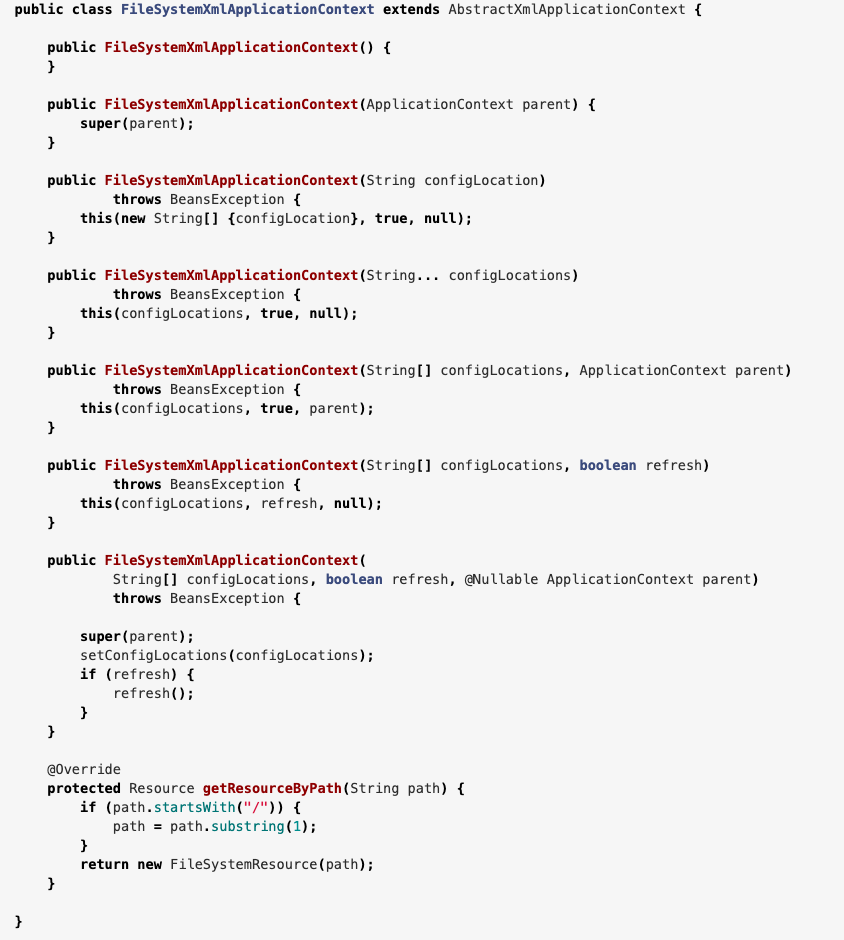 public class FileSystemXmlApplicationContext extends AbstractXmlApplicationContext {

    public FileSystemXmlApplicationContext() {
    }

    public FileSystemXmlApplicationContext(ApplicationContext parent) {
        super(parent);
    }

    public FileSystemXmlApplicationContext(String configLocation)
            throws BeansException {
        this(new String[] {configLocation}, true, null);
    }

    public FileSystemXmlApplicationContext(String... configLocations)
            throws BeansException {
        this(configLocations, true, null);
    }

    public FileSystemXmlApplicationContext(String[] configLocations, ApplicationContext parent)
            throws BeansException {
        this(configLocations, true, parent);
    }

    public FileSystemXmlApplicationContext(String[] configLocations, boolean refresh)
            throws BeansException {
        this(configLocations, refresh, null);
    }

    public FileSystemXmlApplicationContext(
            String[] configLocations, boolean refresh, @Nullable ApplicationContext parent)
            throws BeansException {

        super(parent);
        setConfigLocations(configLocations);
        if (refresh) {
            refresh();
        }
    }

    @Override
    protected Resource getResourceByPath(String path) {
        if (path.startsWith("/")) {
            path = path.substring(1);
        }
        return new FileSystemResource(path);
    }

}